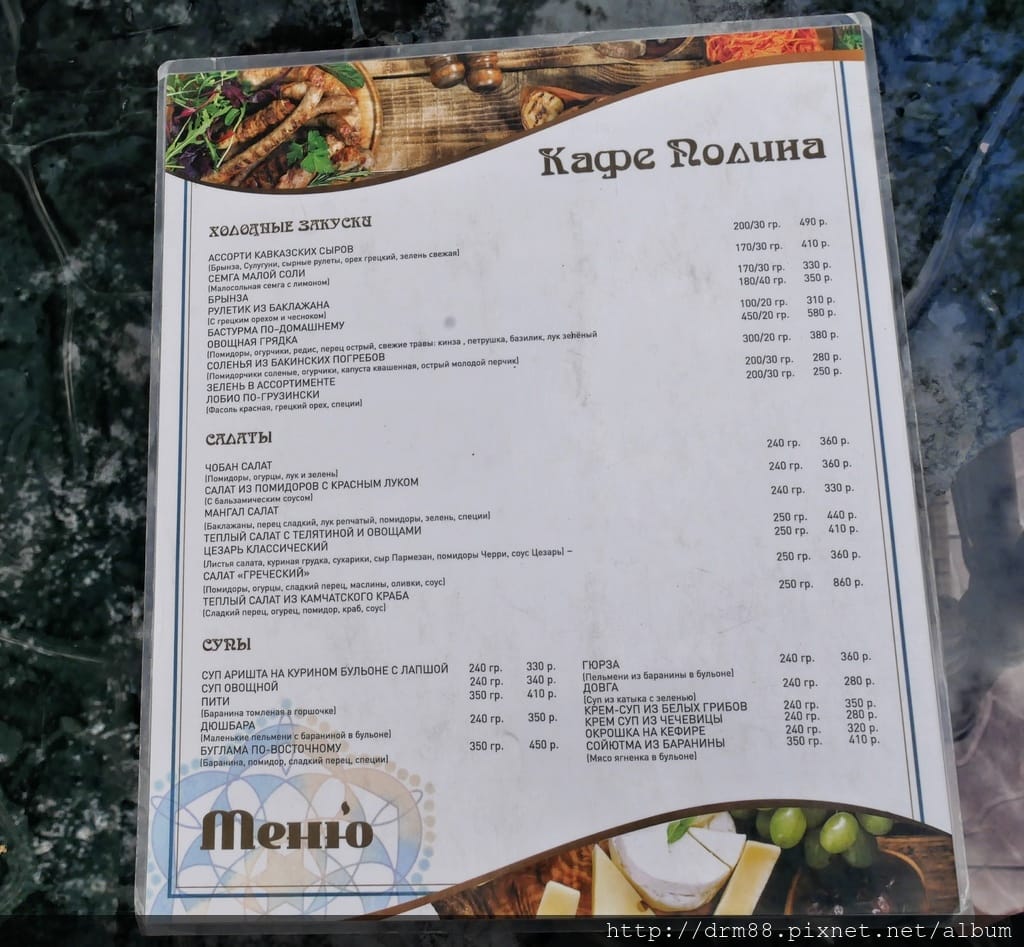 Кафе Полина
ХОЛОДНЫЕ ЗАКУСКИ
АССОРТИ КАВКАЗСКИХ СЫРОВ 200/30 гр. 490 р.
(Брынза, Сулугуни, сырные рулеты, орех грецкий, зелень свежая)
СЕМГА МАЛОЙ СОЛИ 170/30 гр. 410 р.
(Малосольная семга с лимоном)
БРЫНЗА 170/30 гр. 330 р.
РУЛЕТИК ИЗ БАКЛАЖАНА 180/40 гр. 350 р.
(С грецким орехом и чесноком)
БАСТУРМА ПО-ДОМАШНЕМУ 100/20 гр. 310 р.
ОВОЩНАЯ ГРЯДКА 450/20 гр. 580 р.
(Помидоры, огурчики, редис, перец острый, свежие травы: кинза , петрушка, базилик, лук зелёный
СОЛЕНЬЯ ИЗ БАКИНСКИХ ПОГРЕБОВ 300/20 гр. 380 р.
(Помидорчики соленые, огурчики, капуста квашенная, острый молодой перчик)
ЗЕЛЕНЬ В АССОРТИМЕНТЕ 200/30 гр. 280 р.
ЛОБИО ПО-ГРУЗИНСКИ 200/30 гр. 250 р.
(Фасоль красная, грецкий орех, специи)
САЛАТЫ
ЧОБАН САЛАТ 240 гр. 360 р.
(Помидоры, огурцы, лук и зелень)
САЛАТ ИЗ ПОМИДОРОВ С КРАСНЫМ ЛУКОМ 240 гр. 360 р.
(С бальзамическим соусом)
МАНГАЛ САЛАТ 240 гр. 330 р.
(Баклажаны, перец сладкий, лук репчатый, помидоры, зелень, специи)
ТЕПЛЫЙ САЛАТ С ТЕЛЯТИНОЙ И ОВОЩАМИ 250 гр. 440 р.
ЦЕЗАРЬ КЛАССИЧЕСКИЙ 250 гр. 410 р.
(Листья салата, куриная грудка, сухарики, сыр Пармезан, помидоры Черри, соус Цезарь) –
САЛАТ «ГРЕЧЕСКИЙ» 250 гр. 360 р.
(Помидоры, огурцы, сладкий перец, маслины, оливки, соус)
ТЕПЛЫЙ САЛАТ ИЗ КАМЧАТСКОГО КРАБА 250 гр. 860 р.
(Сладкий перец, огурец, помидор, краб, соус)
СУПЫ
СУП АРИШТА НА КУРИНОМ БУЛЬОНЕ С ЛАПШОЙ 240 гр. 330 р.
СУП ОВОЩНОЙ 240 гр. 340 р.
ПИТИ 350 гр. 410 р.
(Баранина томленая в горшочке)
ДЮШБАРА 240 гр. 350 р.
(Маленькие пельмени с бараниной в бульоне)
БУГЛАМА ПО-ВОСТОЧНОМУ 350 гр. 450 р.
(Баранина, помидор, сладкий перец, специи)
ГЮРЗА 240 гр. 360 р.
(Пельмени из баранины в бульоне)
ДОВГА 240 гр. 280 р.
(Суп из катыка с зеленью)
КРЕМ-СУП ИЗ БЕЛЫХ ГРИБОВ 240 гр. 350 р.
КРЕМ СУП ИЗ ЧЕЧЕВИЦЫ 240 гр. 280 р.
ОКРОШКА НА КЕФИРЕ 240 гр. 320 р.
СОЙЮТМА ИЗ БАРАНИНЫ 350 гр. 410 р.
(Мясо ягненка в бульоне)
Меню
http://drm88.pixnet.net/album